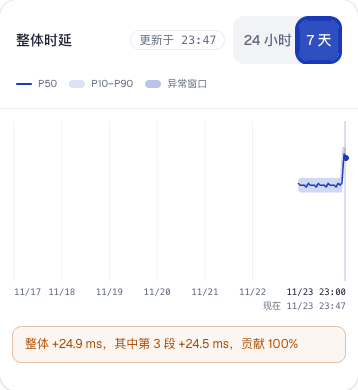 整体时延
更新于 23:47
24 小时
7 天
P50
P10–P90
异常窗口
11/17 11/18 11/19 11/20 11/21 11/22 11/23 23:00
现在 11/23 23:47
整体 +24.9 ms，其中第 3 段 +24.5 ms，贡献 100%